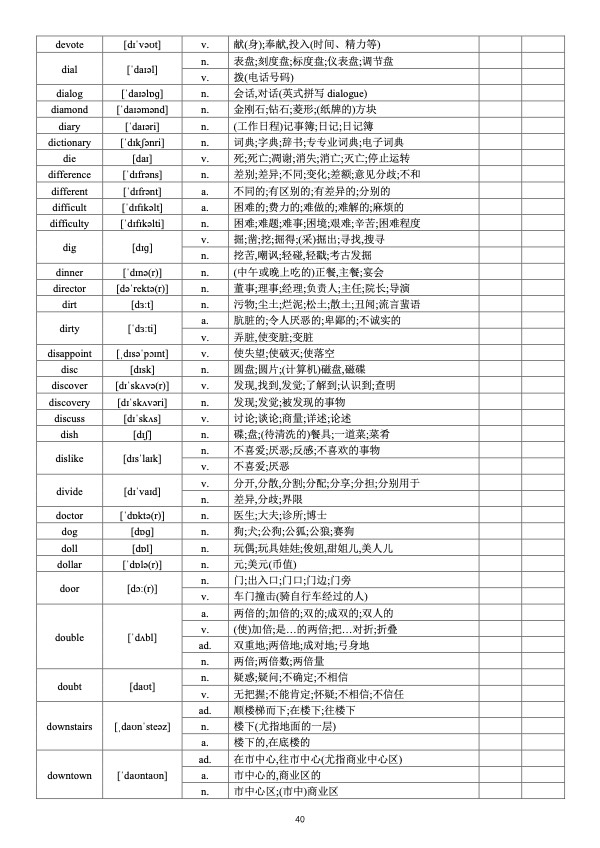 devote [dɪˈvəʊt] v. 献(身);奉献,投入(时间、精力等)
dial [ˈdaɪəl] n. 表盘;刻度盘;标度盘;仪表盘;调节盘
v. 拨(电话号码)
dialog [ˈdaɪəlɒɡ] n. 会话,对话(英式拼写 dialogue)
diamond [ˈdaɪəmənd] n. 金刚石;钻石;菱形;(纸牌的)方块
diary [ˈdaɪəri] n. (工作日程)记事簿;日记;日记簿
dictionary [ˈdɪkʃənri] n. 词典;字典;辞书;专专业词典;电子词典
die [daɪ] v. 死;死亡;凋谢;消失;消亡;灭亡;停止运转
difference [ˈdɪfrəns] n. 差别;差异;不同;变化;差额;意见分歧;不和
different [ˈdɪfrənt] a. 不同的;有区别的;有差异的;分别的
difficult [ˈdɪfɪkəlt] a. 困难的;费力的;难做的;难解的;麻烦的
difficulty [ˈdɪfɪkəlti] n. 困难;难题;难事;困境;艰难;辛苦;困难程度
dig [dɪɡ] v. 掘;凿;挖;掘得;(采)掘出;寻找,搜寻
n. 挖苦,嘲讽;轻碰,轻戳;考古发掘
dinner [ˈdɪnə(r)] n. (中午或晚上吃的)正餐,主餐;宴会
director [dəˈrektə(r)] n. 董事;理事;经理;负责人;主任;院长;导演
dirt [dɜːt] n. 污物;尘土;烂泥;松土;散土;丑闻;流言蜚语
dirty [ˈdɜːti] a. 肮脏的;令人厌恶的;卑鄙的;不诚实的
v. 弄脏,使变脏;变脏
disappoint [ˌdɪsəˈpɔɪnt] v. 使失望;使破灭;使落空
disc [dɪsk] n. 圆盘;圆片;(计算机)磁盘,磁碟
discover [dɪˈskʌvə(r)] v. 发现,找到,发觉;了解到;认识到;查明
discovery [dɪˈskʌvəri] n. 发现;发觉;被发现的事物
discuss [dɪˈskʌs] v. 讨论;谈论;商量;详述;论述
dish [dɪʃ] n. 碟;盘;(待清洗的)餐具;一道菜;菜肴
dislike [dɪsˈlaɪk] n. 不喜爱;厌恶;反感;不喜欢的事物
v. 不喜爱;厌恶
divide [dɪˈvaɪd] v. 分开,分散,分割;分配;分享;分担;分别用于
n. 差异,分歧;界限
doctor [ˈdɒktə(r)] n. 医生;大夫;诊所;博士
dog [dɒɡ] n. 狗;犬;公狗;公狐;公狼;赛狗
doll [dɒl] n. 玩偶;玩具娃娃;俊妞,甜姐儿,美人儿
dollar [ˈdɒlə(r)] n. 元;美元(币值)
door [dɔː(r)] n. 门;出入口;门口;门边;门旁
v. 车门撞击(骑自行车经过的人)
double [ˈdʌbl] a. 两倍的;加倍的;双的;成双的;双人的
v. (使)加倍;是…的两倍;把…对折;折叠
ad. 双重地;两倍地;成对地;弓身地
n. 两倍;两倍数;两倍量
doubt [daʊt] n. 疑惑;疑问;不确定;不相信
v. 无把握;不能肯定;怀疑;不相信;不信任
downstairs [ˌdaʊnˈsteəz] ad. 顺楼梯而下;在楼下;往楼下
n. 楼下(尤指地面的一层)
a. 楼下的,在底楼的
downtown [ˈdaʊntaʊn] ad. 在市中心,往市中心(尤指商业中心区)
a. 市中心的,商业区的
n. 市中心区;(市中)商业区
40